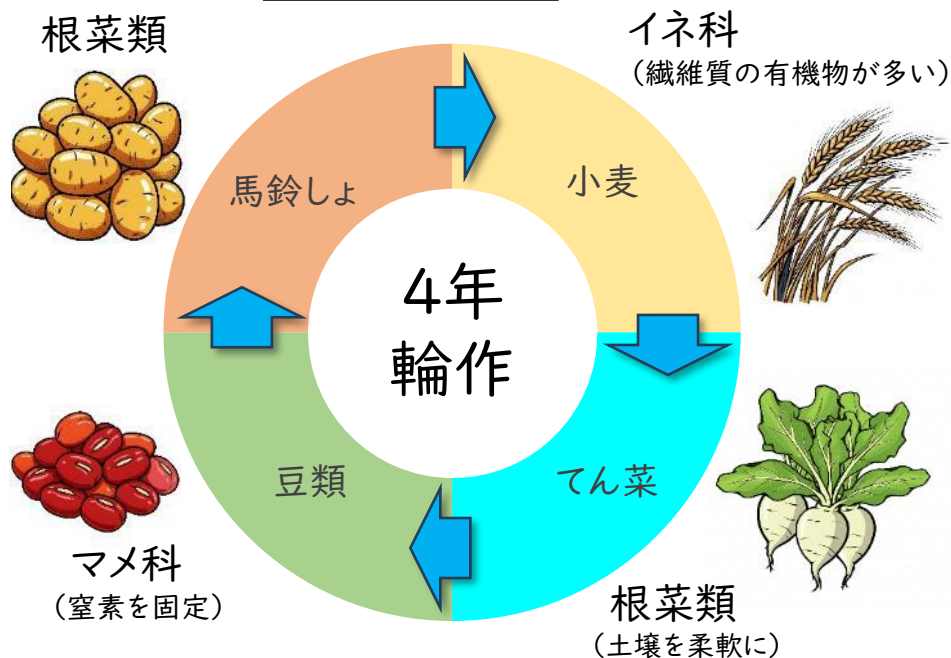 根菜類
イネ科
（繊維質の有機物が多い）
馬鈴しょ
小麦
4年
輪作
豆類
てん菜
マメ科
（窒素を固定）
根菜類
（土壌を柔軟に）